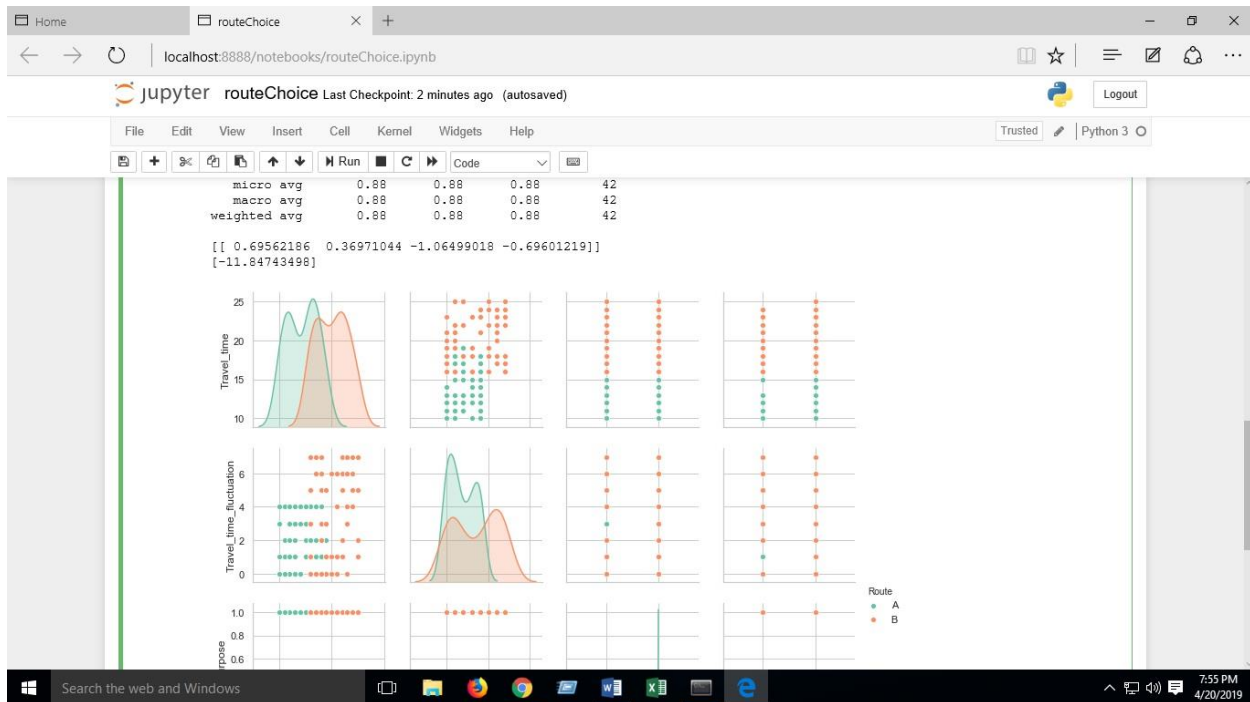 Home
routeChoice
localhost:8888/notebooks/routeChoice.ipynb
jupyter routeChoice Last Checkpoint: 2 minutes ago (autosaved)
Logout
File Edit View Insert Cell Kernel Widgets Help
Trusted Python 3
Run Code
micro avg 0.88 0.88 0.88 42
macro avg 0.88 0.88 0.88 42
weighted avg 0.88 0.88 0.88 42
[[ 0.69562186 0.36971044 -1.06499018 -0.69601219]]
[-11.84743498]
25
20
15
10
Travel_time
6
4
2
0
Travel_time_fluctuation
Route
A
B
1.0
0.8
0.6
rpose
Search the web and Windows
7:55 PM
4/20/2019